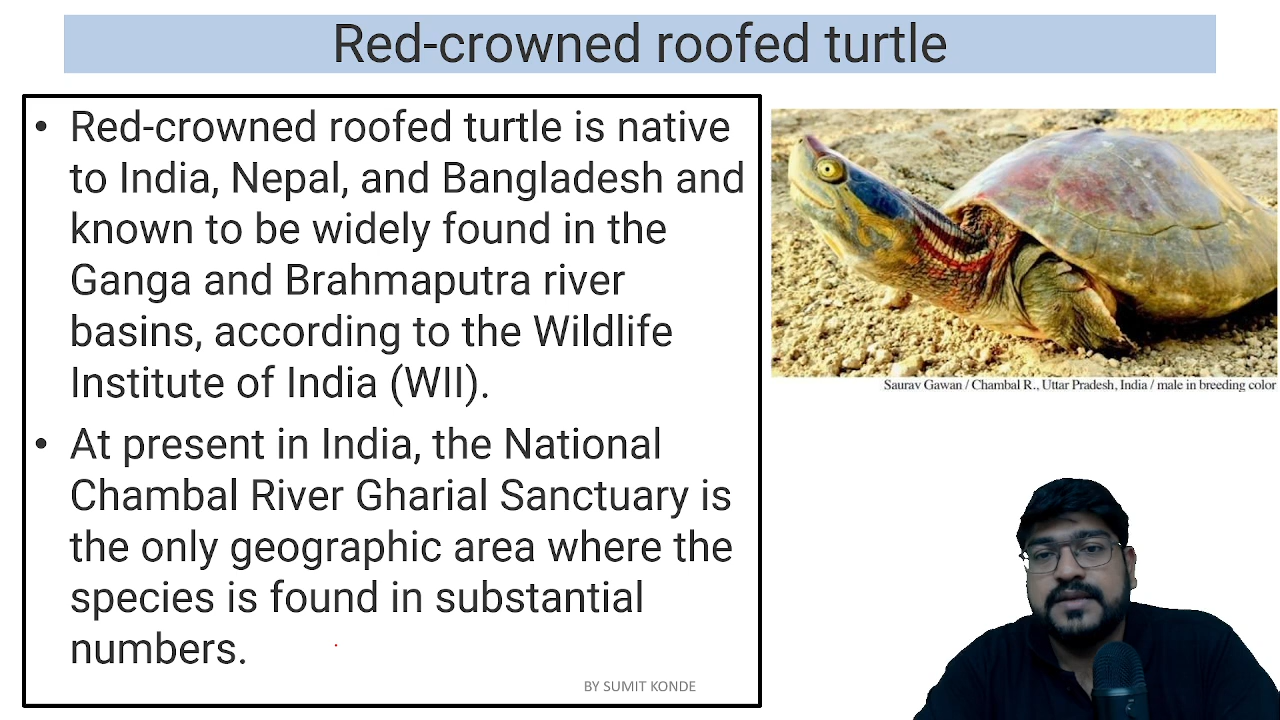 Red-crowned roofed turtle
• Red-crowned roofed turtle is native
to India, Nepal, and Bangladesh and
known to be widely found in the
Ganga and Brahmaputra river
basins, according to the Wildlife
Institute of India (WII).
• At present in India, the National
Chambal River Gharial Sanctuary is
the only geographic area where the
species is found in substantial
numbers.
Saurav Gawan / Chambal R., Uttar Pradesh, India / male in breeding color
BY SUMIT KONDE